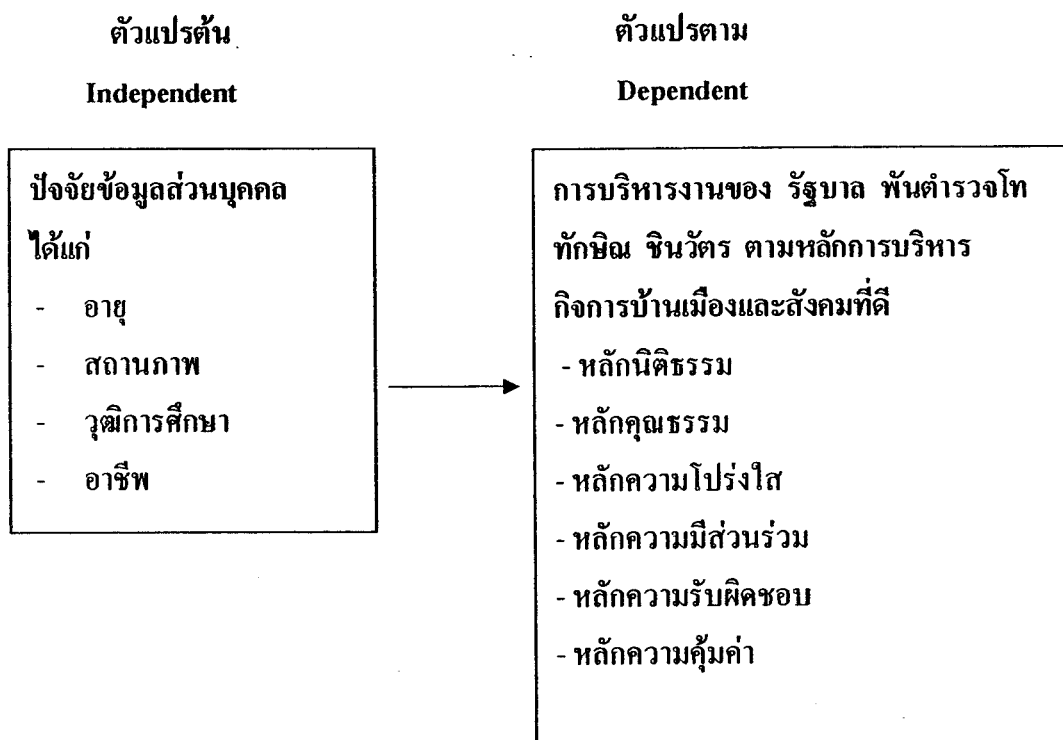 ตัวแปรต้น
Independent
ปัจจัยข้อมูลส่วนบุคคล
ได้แก่
- อายุ
- สถานภาพ
- วุฒิการศึกษา
- อาชีพ
ตัวแปรตาม
Dependent
การบริหารงานของ รัฐบาล พันตำรวจโท
ทักษิณ ชินวัตร ตามหลักการบริหาร
กิจการบ้านเมืองและสังคมที่ดี
- หลักนิติธรรม
- หลักคุณธรรม
- หลักความโปร่งใส
- หลักความมีส่วนร่วม
- หลักความรับผิดชอบ
- หลักความคุ้มค่า